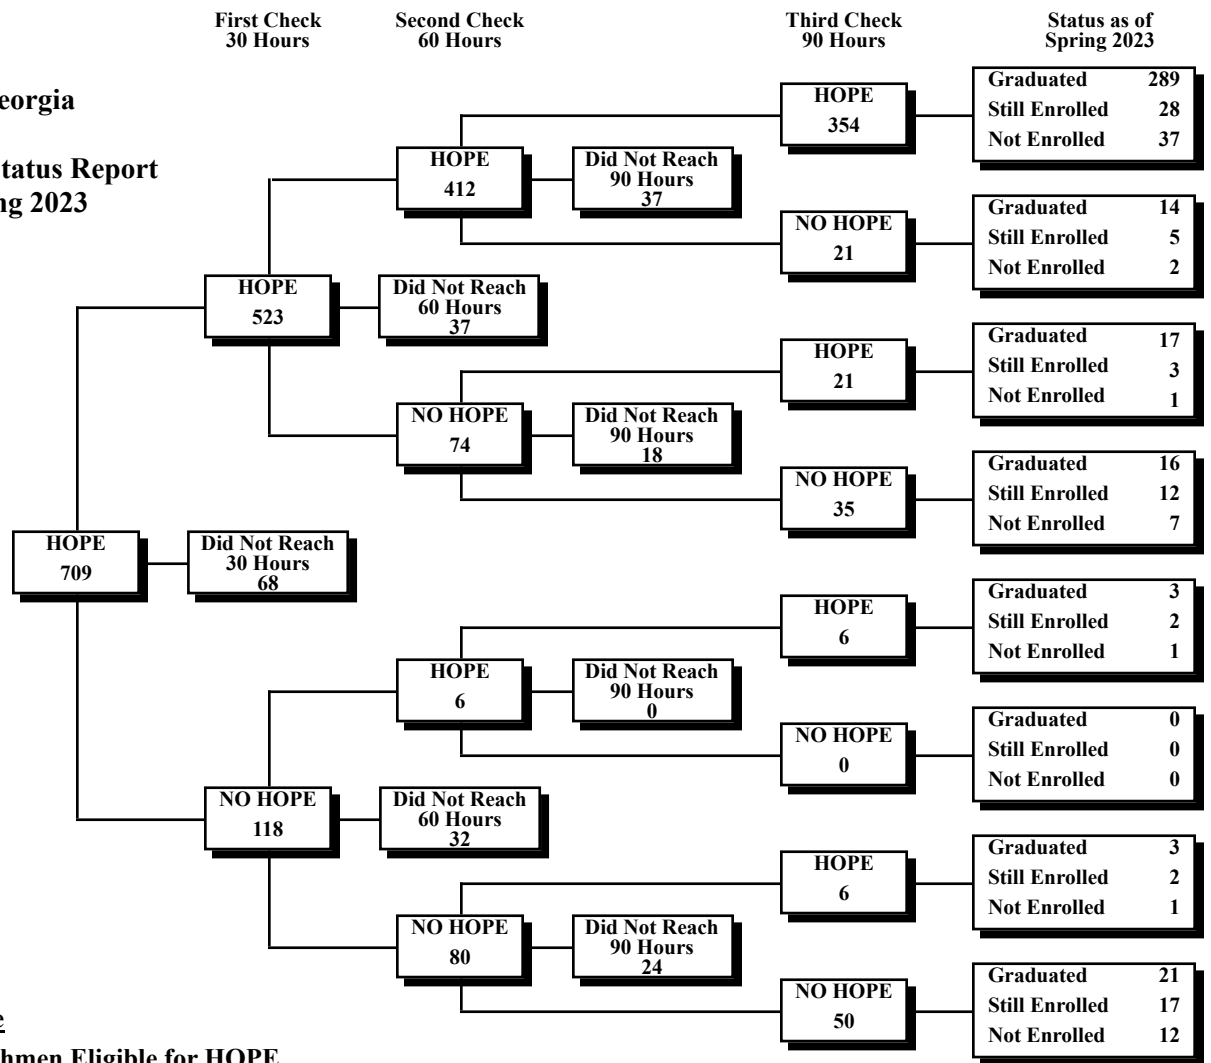 First Check
30 Hours
Second Check
60 Hours
Third Check
90 Hours
Status as of
Spring 2023
eorgia
tatus Report
ng 2023
HOPE
709
Did Not Reach
30 Hours
68
HOPE
523
Did Not Reach
60 Hours
37
HOPE
412
Did Not Reach
90 Hours
37
HOPE
354
Graduated 289
Still Enrolled 28
Not Enrolled 37
NO HOPE
21
Graduated 14
Still Enrolled 5
Not Enrolled 2
NO HOPE
74
Did Not Reach
90 Hours
18
HOPE
21
Graduated 17
Still Enrolled 3
Not Enrolled 1
NO HOPE
35
Graduated 16
Still Enrolled 12
Not Enrolled 7
NO HOPE
118
Did Not Reach
60 Hours
32
HOPE
6
Did Not Reach
90 Hours
0
HOPE
6
Graduated 3
Still Enrolled 2
Not Enrolled 1
NO HOPE
0
Graduated 0
Still Enrolled 0
Not Enrolled 0
NO HOPE
80
Did Not Reach
90 Hours
24
HOPE
6
Graduated 3
Still Enrolled 2
Not Enrolled 1
NO HOPE
50
Graduated 21
Still Enrolled 17
Not Enrolled 12
e
hmen Eligible for HOPE